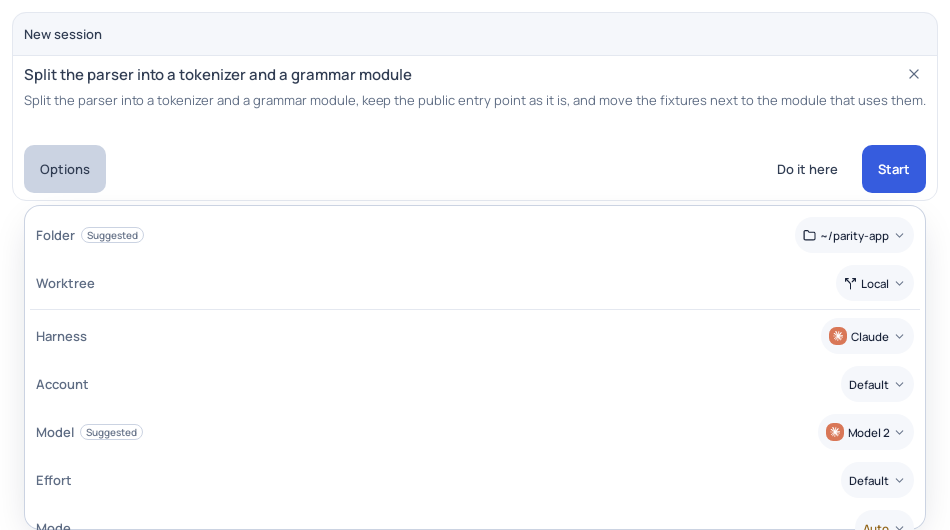 New session
Split the parser into a tokenizer and a grammar module
Split the parser into a tokenizer and a grammar module, keep the public entry point as it is, and move the fixtures next to the module that uses them.
Options
Do it here
Start
Folder Suggested ~/parity-app
Worktree Local
Harness Claude
Account Default
Model Suggested Model 2
Effort Default
Mode Auto